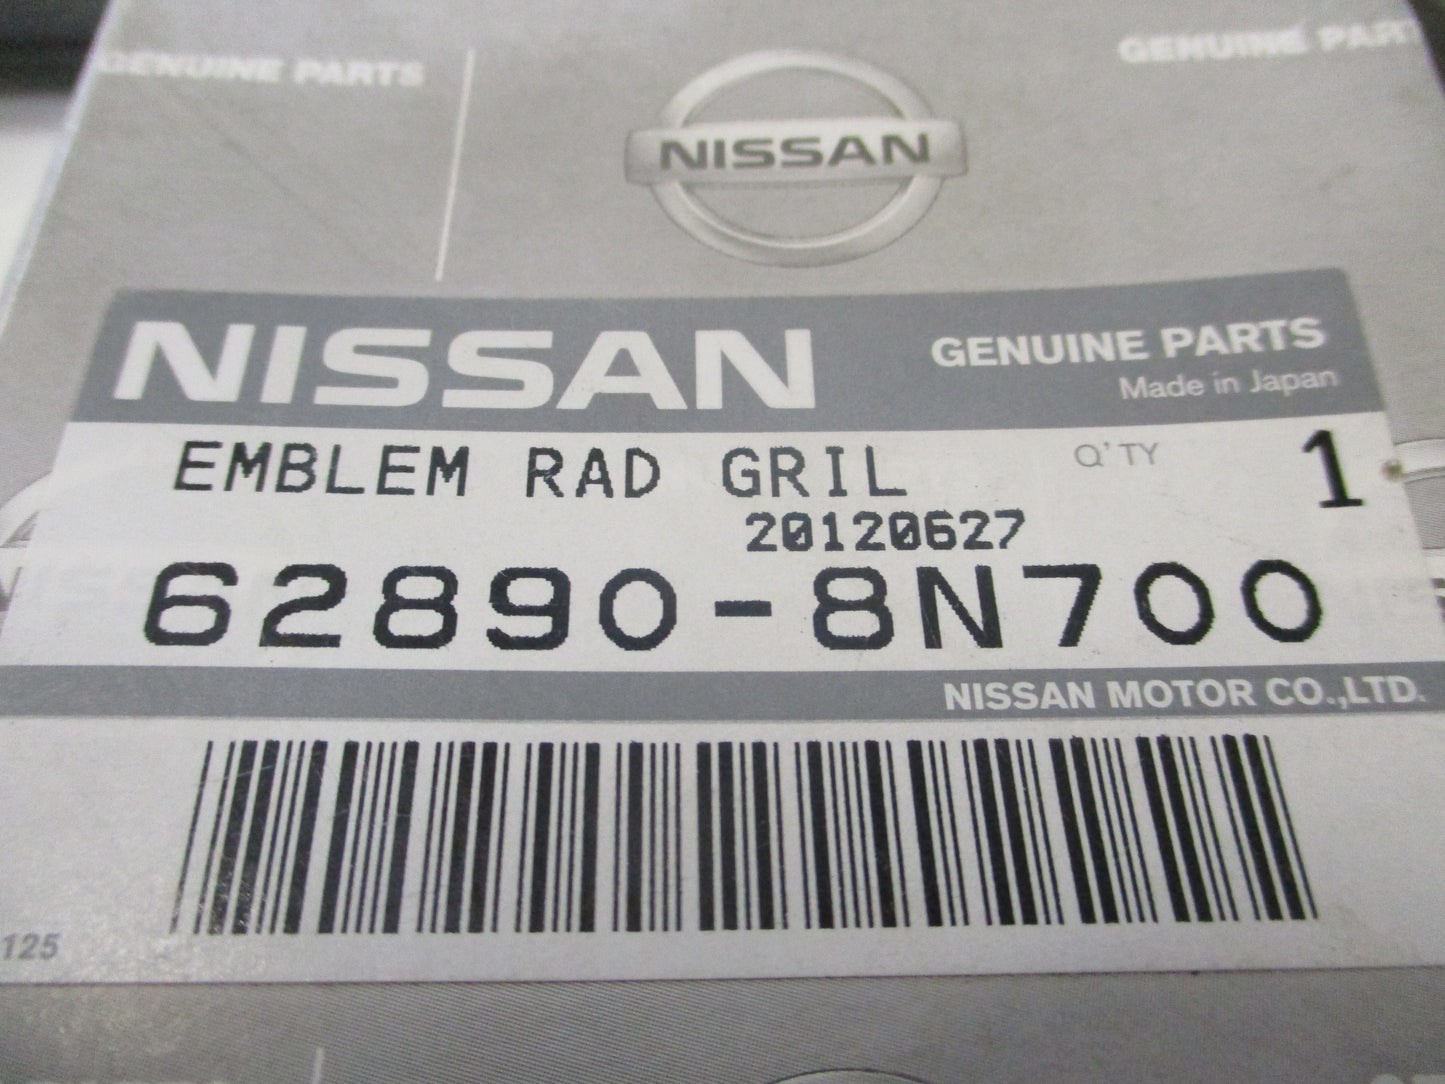 GENUINE PARTS
GENUINE PART
NISSAN
NISSAN
GENUINE PARTS
Made in Japan
EMBLEM RAD GRIL
Q'TY 1
20120627
62890-8N700
NISSAN MOTOR CO.,LTD.
125